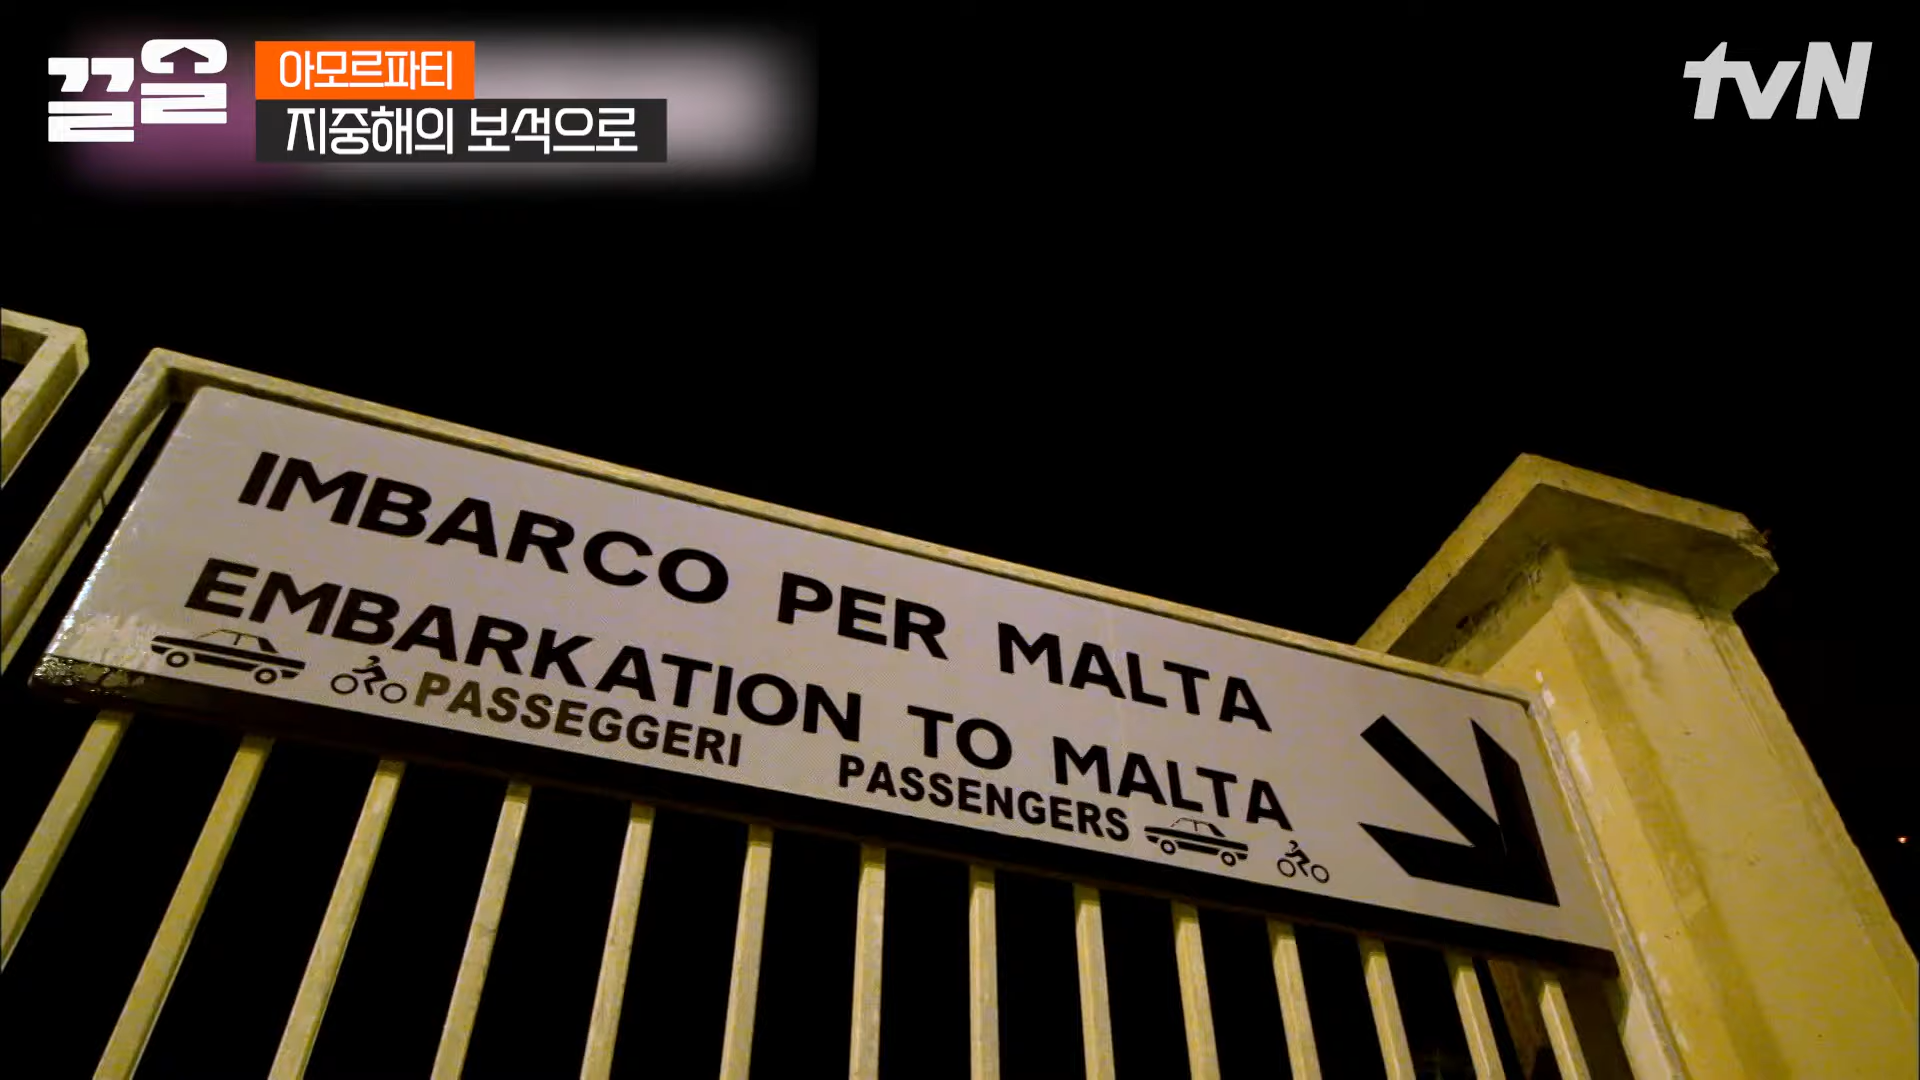 끌올
아모르파티
지중해의 보석으로
tvN
IMBARCO PER MALTA
EMBARKATION TO MALTA
PASSEGGERI PASSENGERS